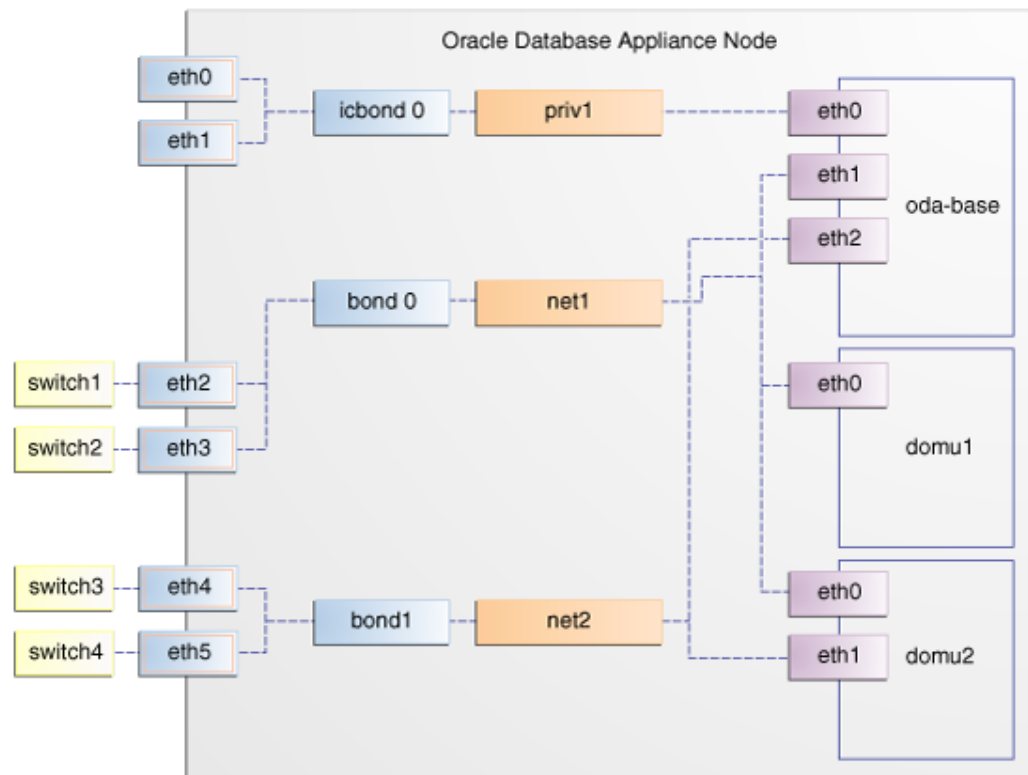 Oracle Database Appliance Node
eth0
icbond 0
priv1
eth0
eth1
eth1
oda-base
eth2
bond 0
net1
switch1
eth2
eth0
switch2
eth3
domu1
switch3
eth4
eth0
bond1
net2
switch4
eth5
eth1
domu2